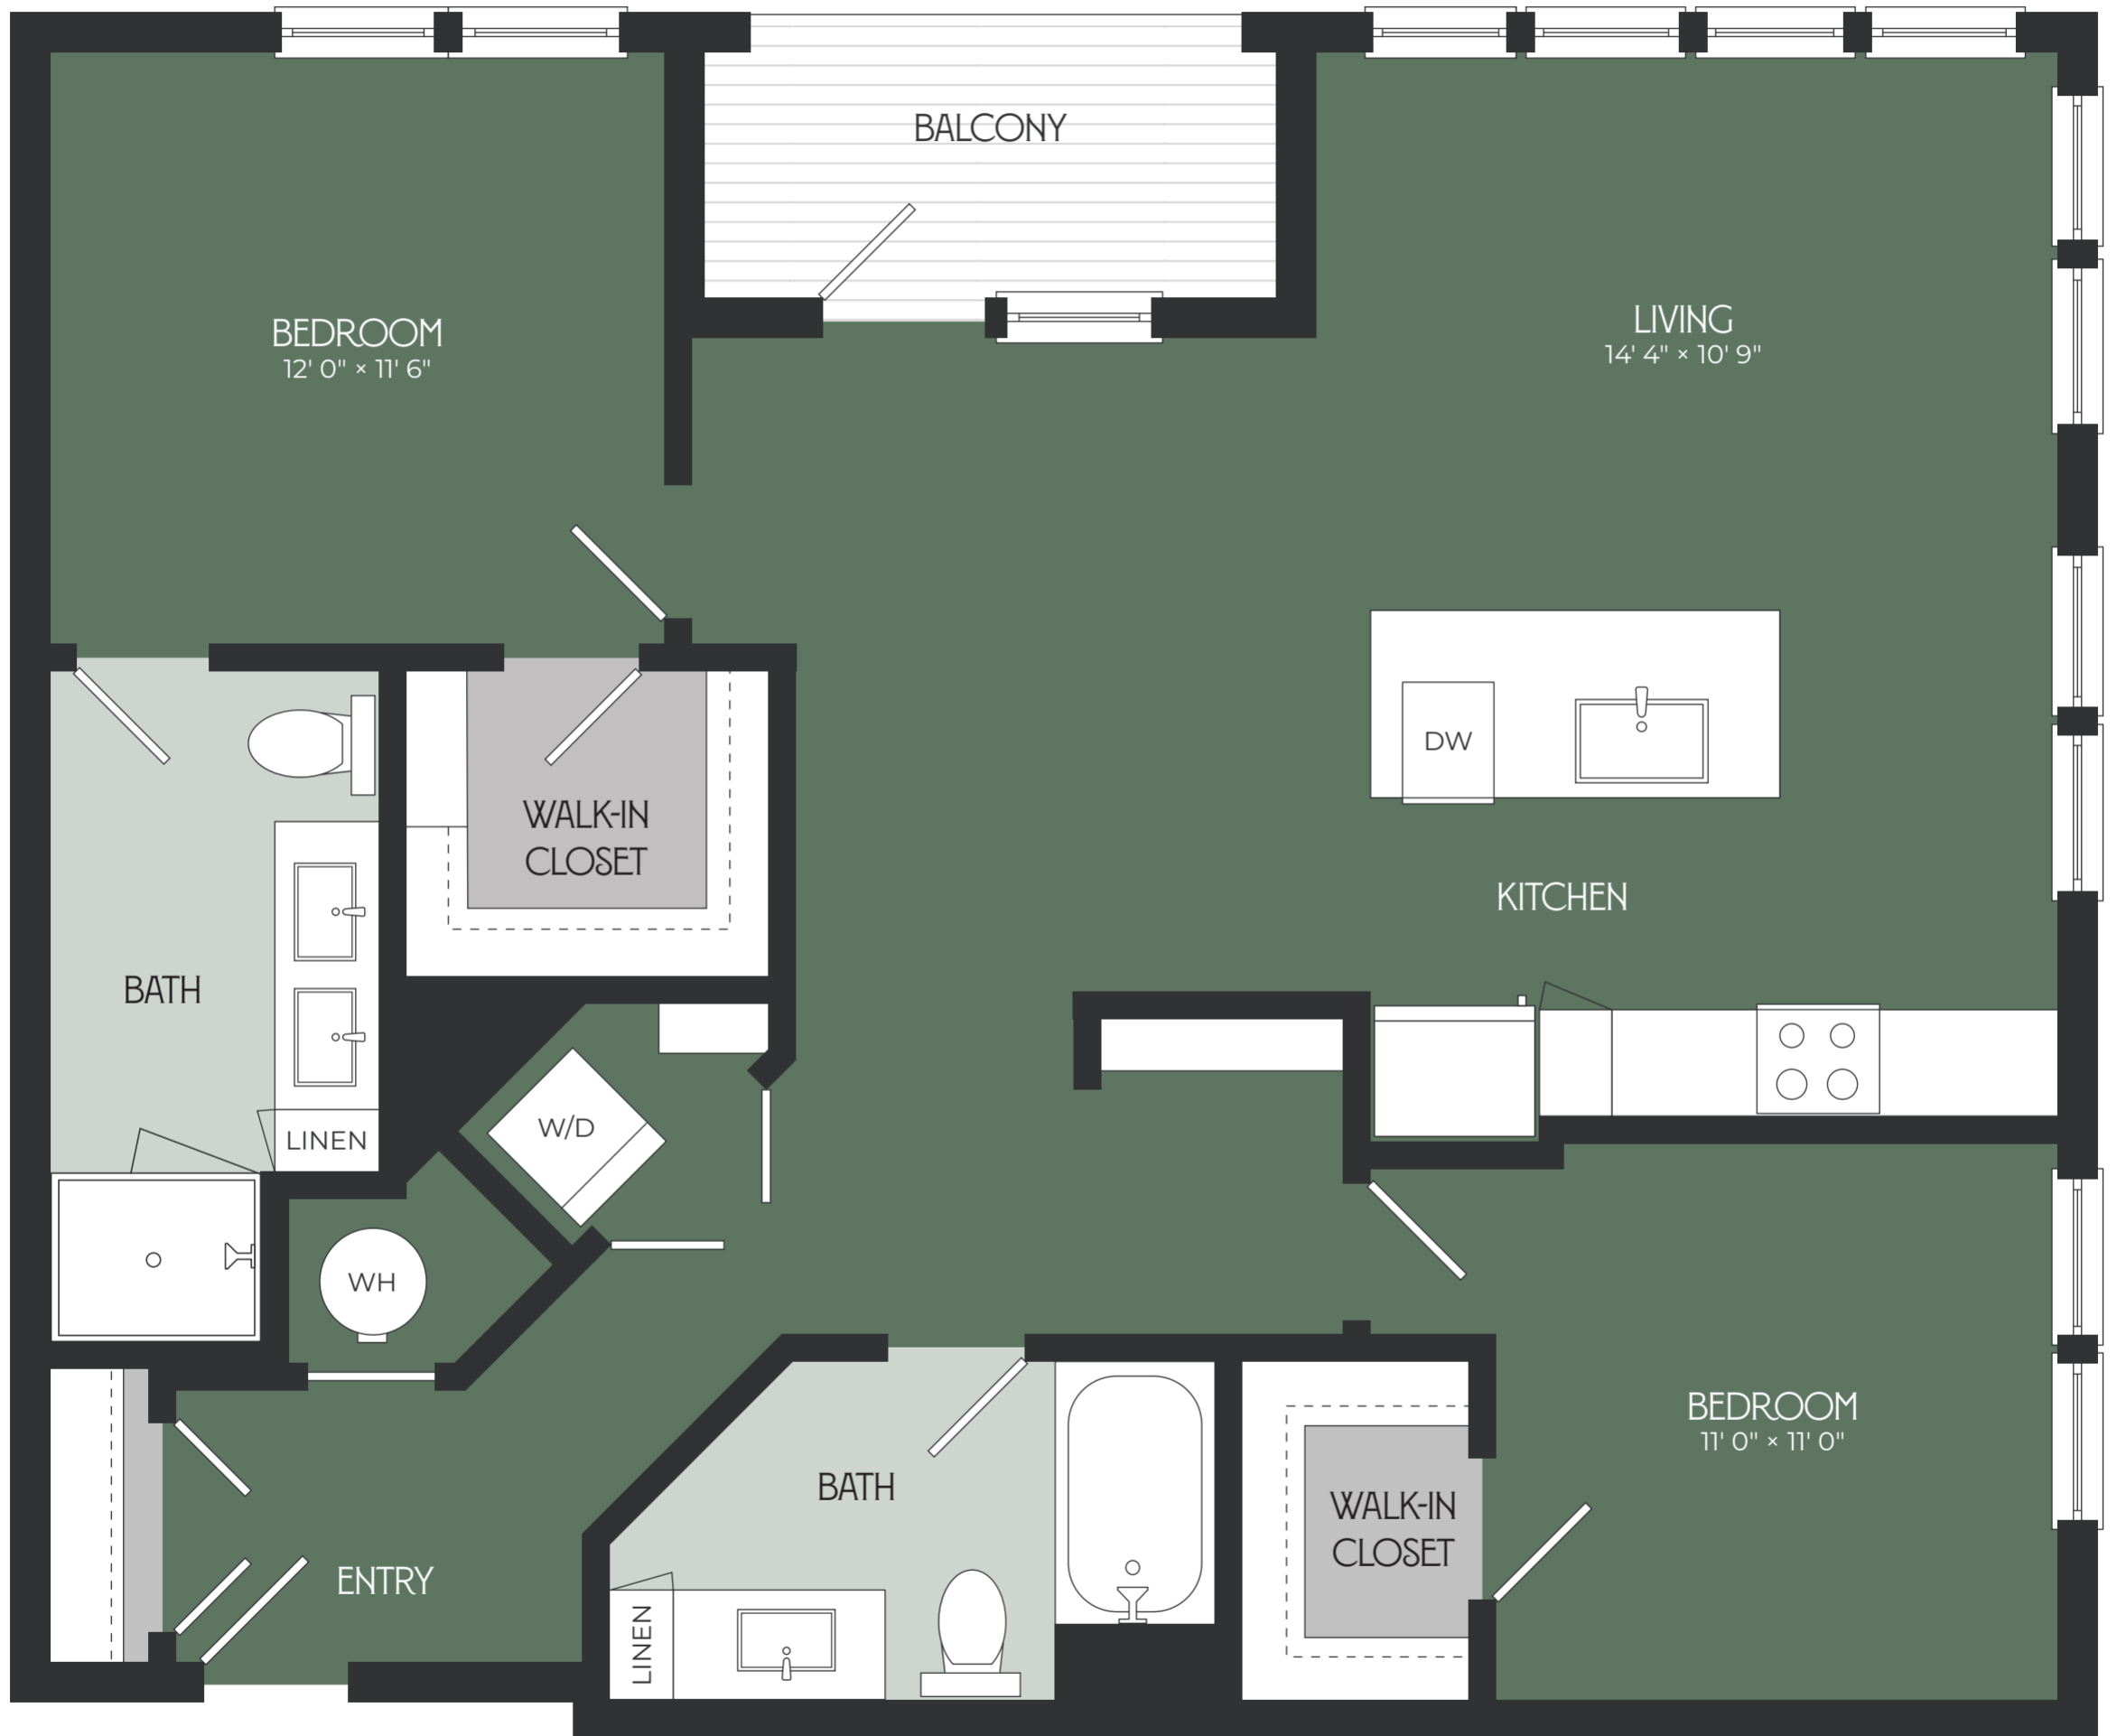 BALCONY
BEDROOM
12' 0" × 11' 6"
LIVING
14' 4" × 10' 9"
DW
WALK-IN
CLOSET
KITCHEN
BATH
W/D
LINEN
WH
BEDROOM
11' 0" × 11' 0"
BATH
WALK-IN
CLOSET
ENTRY
LINEN